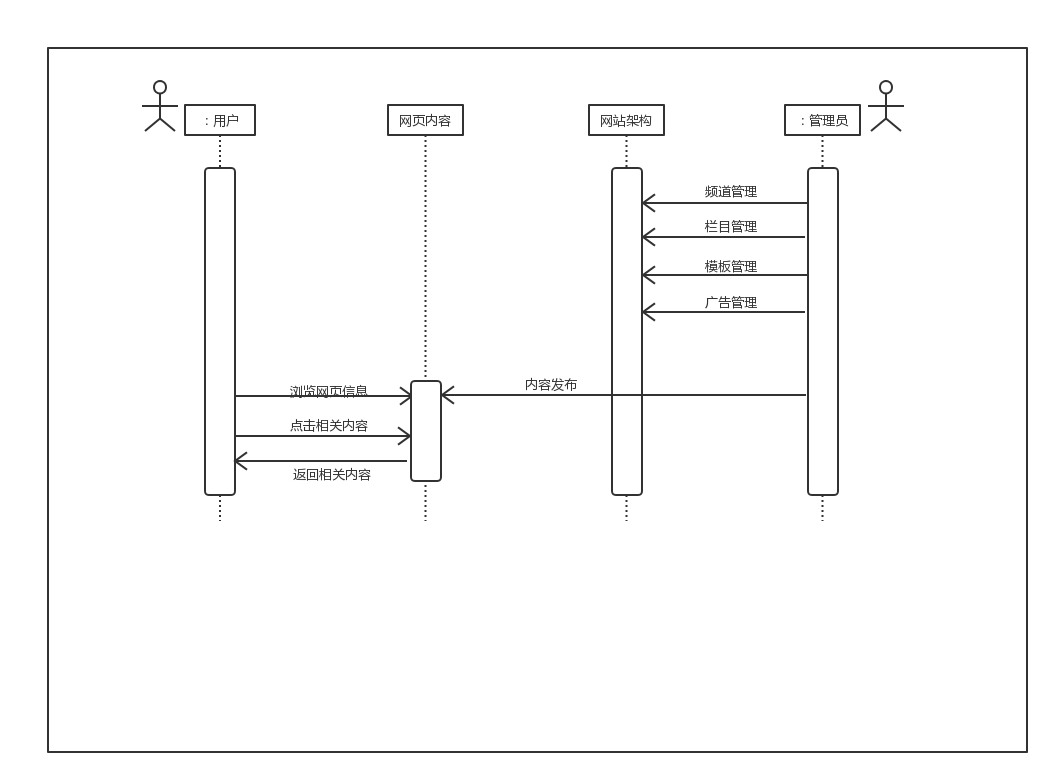 ：用户
网页内容
网站架构
：管理员
频道管理
栏目管理
模板管理
广告管理
内容发布
浏览网页信息
点击相关内容
返回相关内容